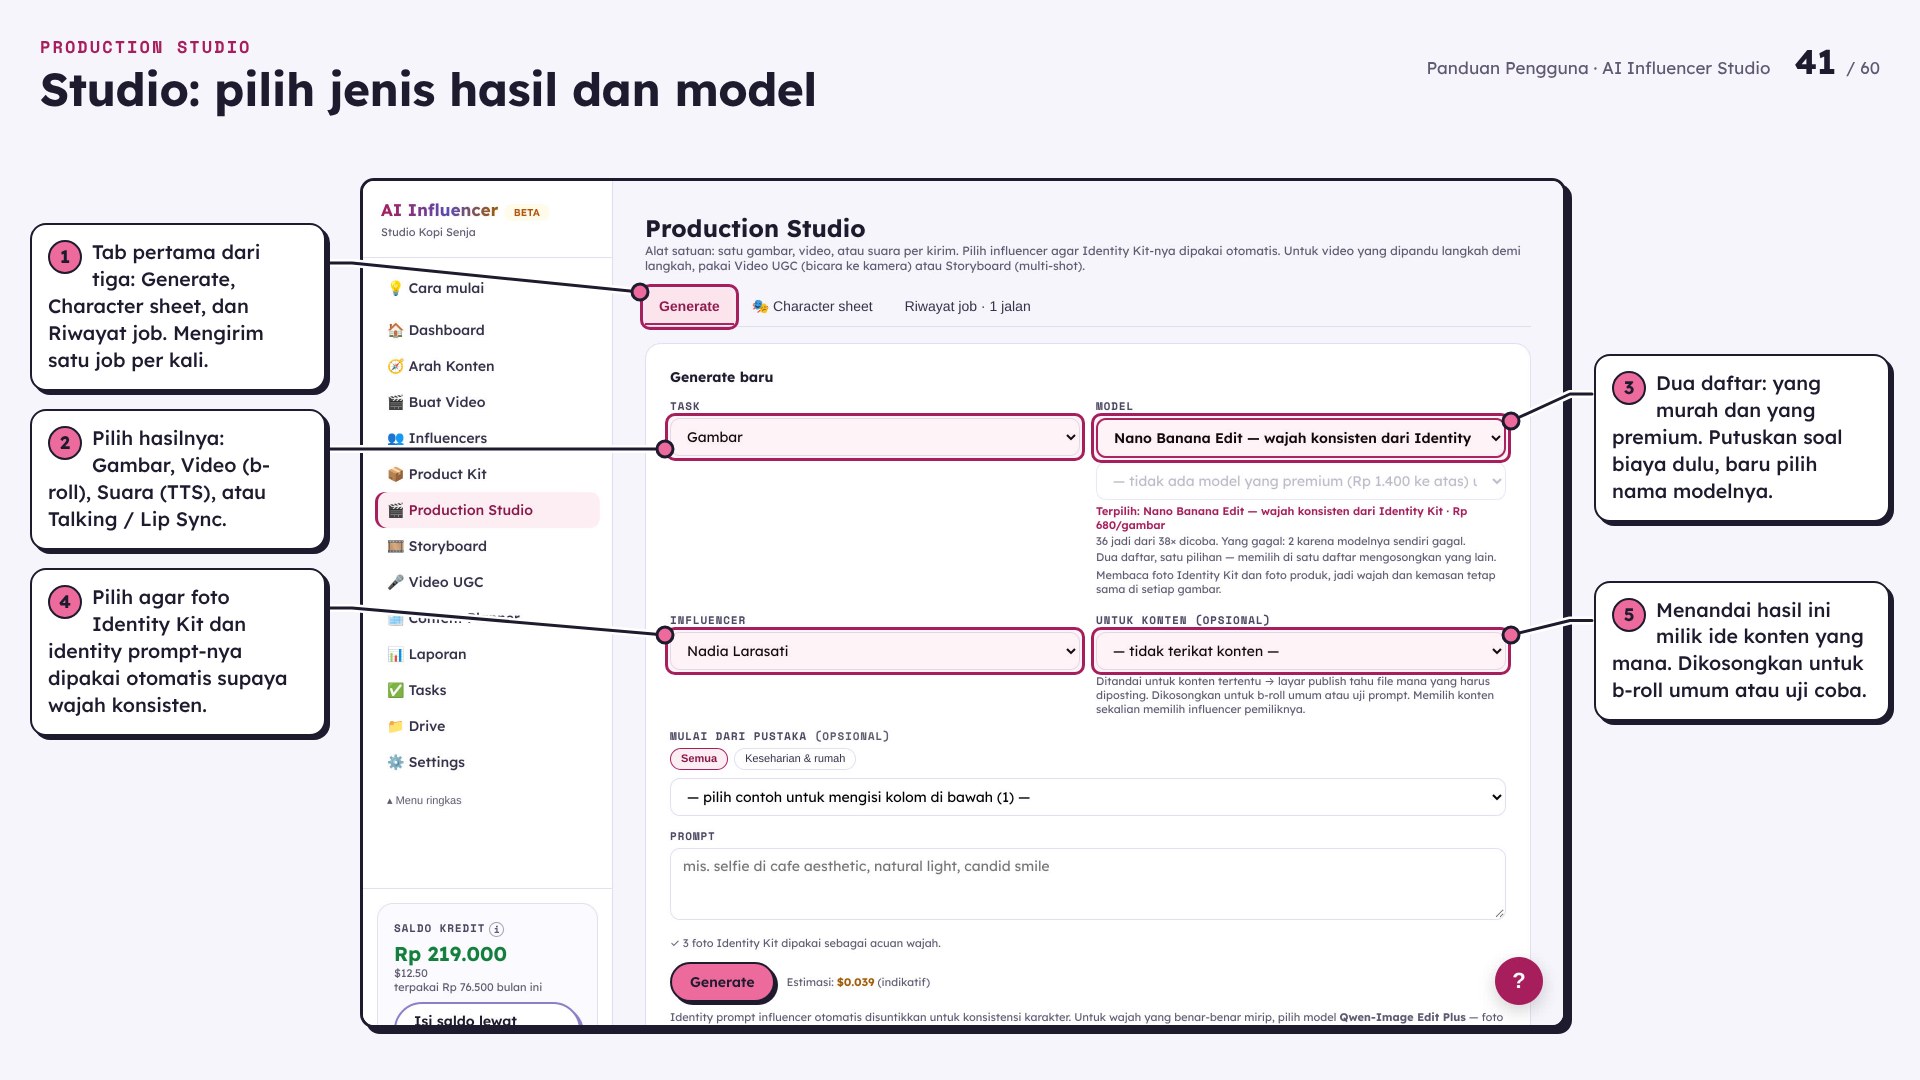 PRODUCTION STUDIO
Studio: pilih jenis hasil dan model
Panduan Pengguna · AI Influencer Studio 41 / 60
1 Tab pertama dari
tiga: Generate,
Character sheet, dan
Riwayat job. Mengirim
satu job per kali.
2 Pilih hasilnya:
Gambar, Video (b-
roll), Suara (TTS), atau
Talking / Lip Sync.
4 Pilih agar foto
Identity Kit dan
identity prompt-nya
dipakai otomatis supaya
wajah konsisten.
AI Influencer BETA
Studio Kopi Senja
Cara mulai
Dashboard
Arah Konten
Buat Video
Influencers
Product Kit
Production Studio
Storyboard
Video UGC
Laporan
Tasks
Drive
Settings
▴ Menu ringkas
SALDO KREDIT i
Rp 219.000
$12.50
terpakai Rp 76.500 bulan ini
Isi saldo lewat
Production Studio
Alat satuan: satu gambar, video, atau suara per kirim. Pilih influencer agar Identity Kit-nya dipakai otomatis. Untuk video yang dipandu langkah demi
langkah, pakai Video UGC (bicara ke kamera) atau Storyboard (multi-shot).
Generate
Character sheet
Riwayat job · 1 jalan
Generate baru
TASK
Gambar
MODEL
Nano Banana Edit — wajah konsisten dari Identity
— tidak ada model yang premium (Rp 1.400 ke atas) u
Terpilih: Nano Banana Edit — wajah konsisten dari Identity Kit · Rp
680/gambar
36 jadi dari 38× dicoba. Yang gagal: 2 karena modelnya sendiri gagal.
Dua daftar, satu pilihan — memilih di satu daftar mengosongkan yang lain.
Membaca foto Identity Kit dan foto produk, jadi wajah dan kemasan tetap
sama di setiap gambar.
INFLUENCER
Nadia Larasati
UNTUK KONTEN (OPSIONAL)
— tidak terikat konten —
Ditandai untuk konten tertentu → layar publish tahu file mana yang harus
diposting. Dikosongkan untuk b-roll umum atau uji prompt. Memilih konten
sekalian memilih influencer pemiliknya.
MULAI DARI PUSTAKA (OPSIONAL)
Semua
Keseharian & rumah
— pilih contoh untuk mengisi kolom di bawah (1) —
PROMPT
mis. selfie di cafe aesthetic, natural light, candid smile
✓ 3 foto Identity Kit dipakai sebagai acuan wajah.
Generate
Estimasi: $0.039 (indikatif)
?
Identity prompt influencer otomatis disuntikkan untuk konsistensi karakter. Untuk wajah yang benar-benar mirip, pilih model Qwen-Image Edit Plus — foto
3 Dua daftar: yang
murah dan yang
premium. Putuskan soal
biaya dulu, baru pilih
nama modelnya.
5 Menandai hasil ini
milik ide konten yang
mana. Dikosongkan untuk
b-roll umum atau uji coba.